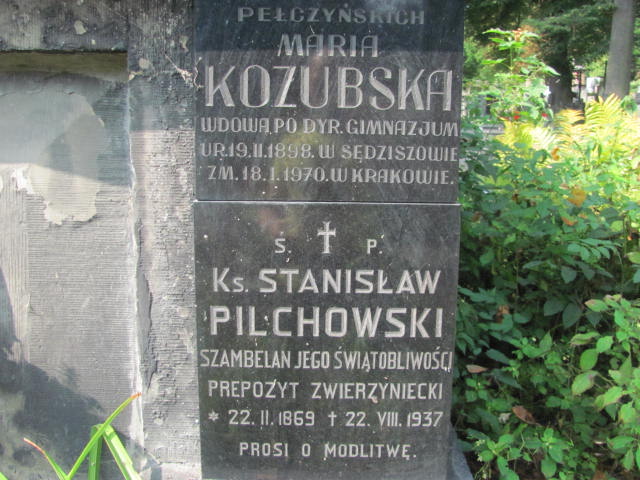 PEŁCZYŃSKICH
MARIA
KOZUBSKA
WDOWA PO DYR. GIMNAZJUM
UR. 19.II.1898. W SĘDZISZOWIE
ZM. 18.I.1970. W KRAKOWIE.
Ś. † P.
Ks. STANISŁAW
PILCHOWSKI
SZAMBELAN JEGO ŚWIĄTOBLIWOŚCI
PREPOZYT ZWIERZYNIECKI
* 22. II. 1869 † 22. VIII. 1937
PROSI O MODLITWĘ.